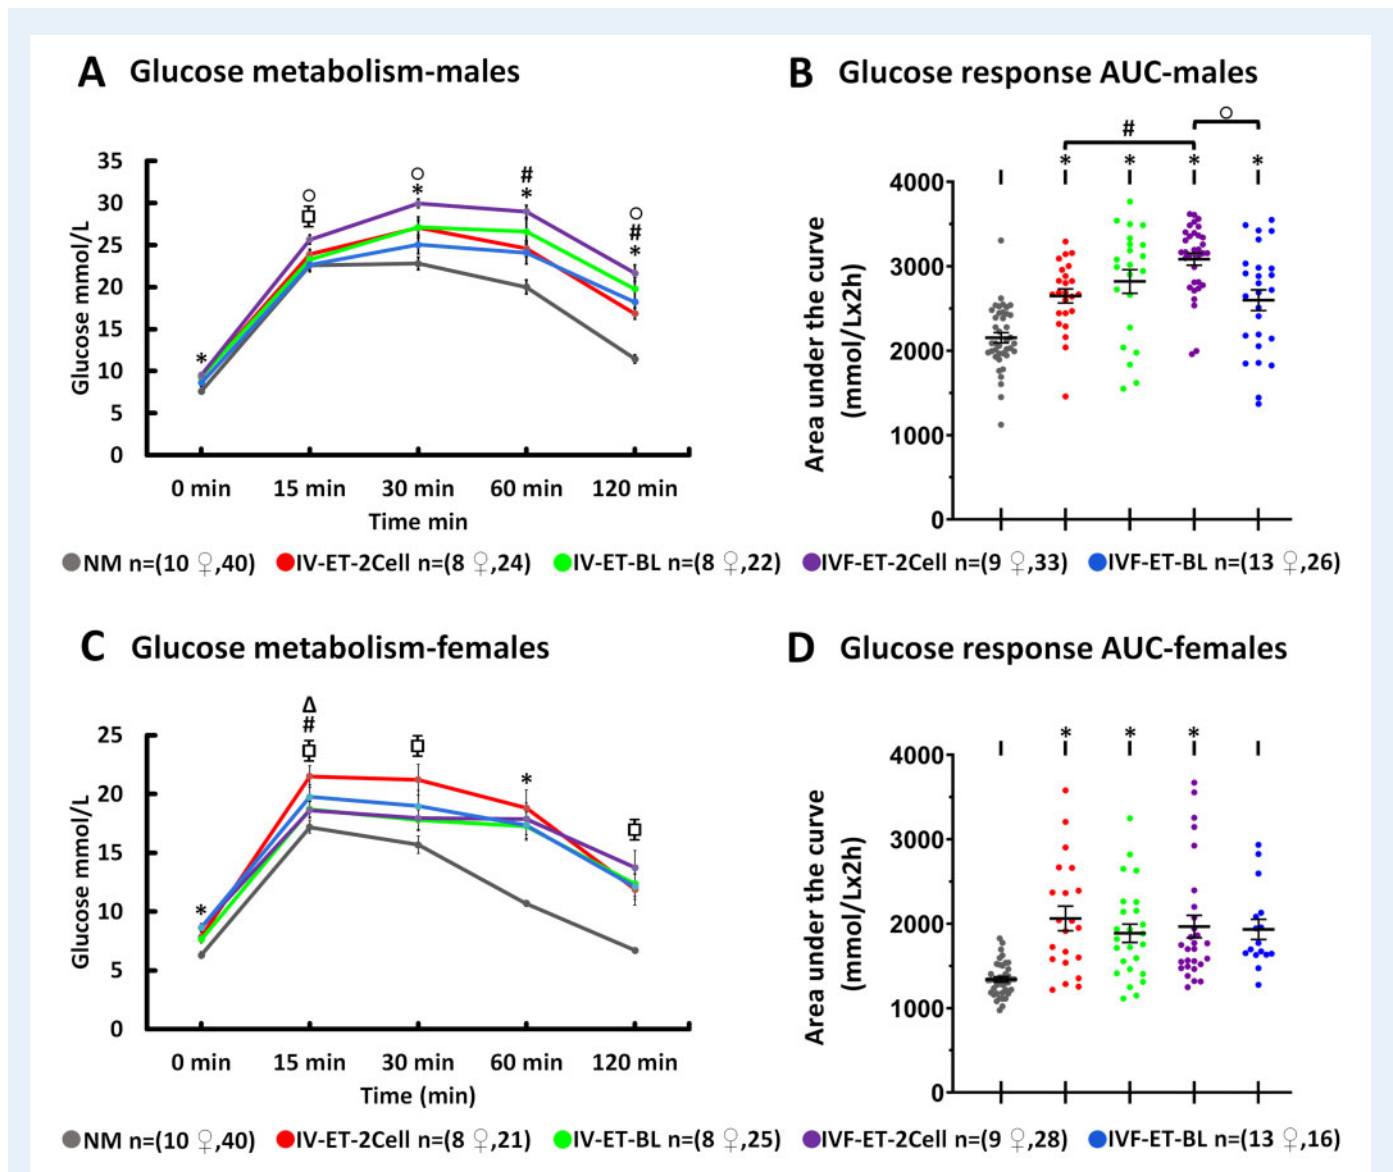 A Glucose metabolism-males
Glucose mmol/L
35
30
25
20
15
10
5
0
○
□
○
*
#
*
○
#
*
*
0 min 15 min 30 min 60 min 120 min
Time min
B Glucose response AUC-males
Area under the curve
(mmol/Lx2h)
○
#
* * * *
4000
3000
2000
1000
0
NM n=(10 ♀,40) IV-ET-2Cell n=(8 ♀,24) IV-ET-BL n=(8 ♀,22) IVF-ET-2Cell n=(9 ♀,33) IVF-ET-BL n=(13 ♀,26)
C Glucose metabolism-females
Glucose mmol/L
25
20
15
10
5
0
Δ
#
□
□
*
□
*
0 min 15 min 30 min 60 min 120 min
Time (min)
D Glucose response AUC-females
Area under the curve
(mmol/Lx2h)
* * *
4000
3000
2000
1000
0
NM n=(10 ♀,40) IV-ET-2Cell n=(8 ♀,21) IV-ET-BL n=(8 ♀,25) IVF-ET-2Cell n=(9 ♀,28) IVF-ET-BL n=(13 ♀,16)